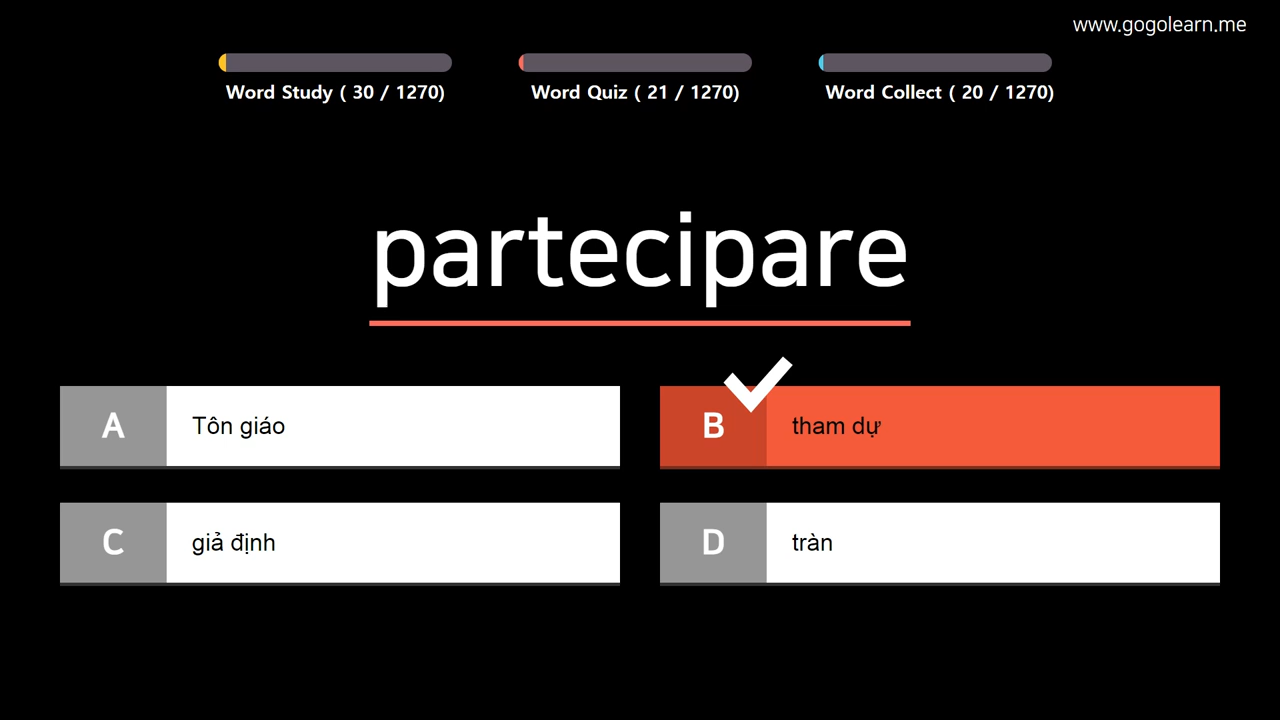 www.gogolearn.me
Word Study ( 30 / 1270)
Word Quiz ( 21 / 1270)
Word Collect ( 20 / 1270)
partecipare
A
Tôn giáo
B
tham dự
C
giả định
D
tràn